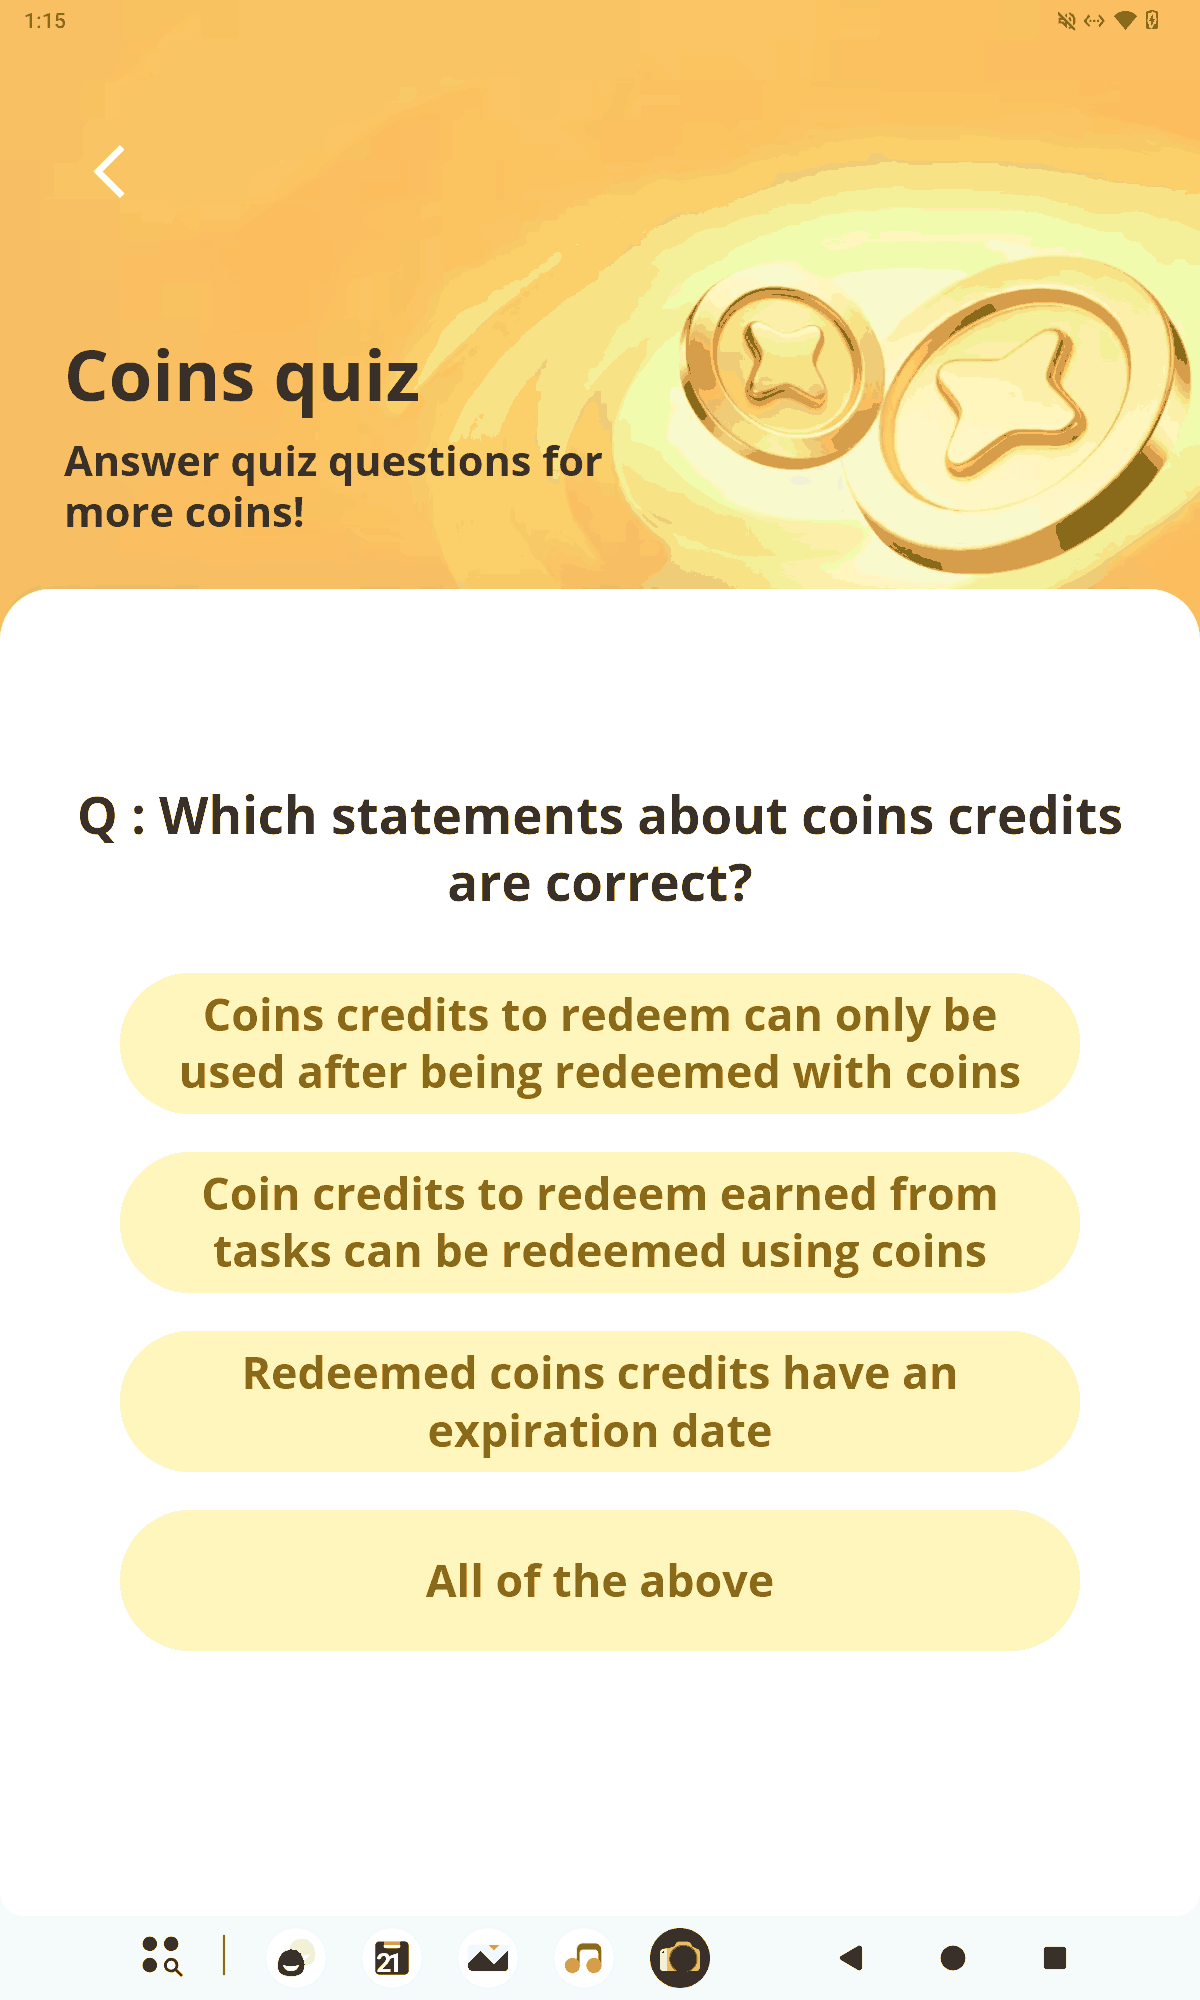 1:15
Coins quiz
Answer quiz questions for
more coins!
Q : Which statements about coins credits
are correct?
Coins credits to redeem can only be
used after being redeemed with coins
Coin credits to redeem earned from
tasks can be redeemed using coins
Redeemed coins credits have an
expiration date
All of the above
21